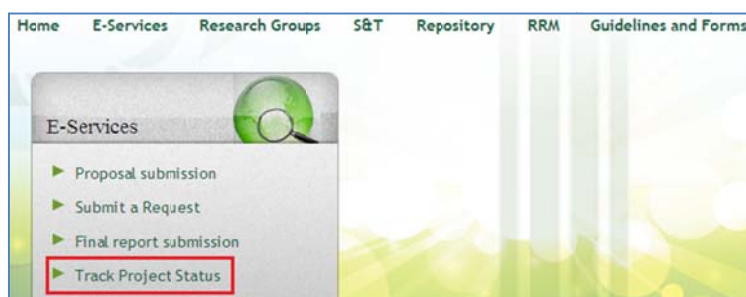 Home E-Services Research Groups S&T Repository RRM Guidelines and Forms
E-Services
Proposal submission
Submit a Request
Final report submission
Track Project Status